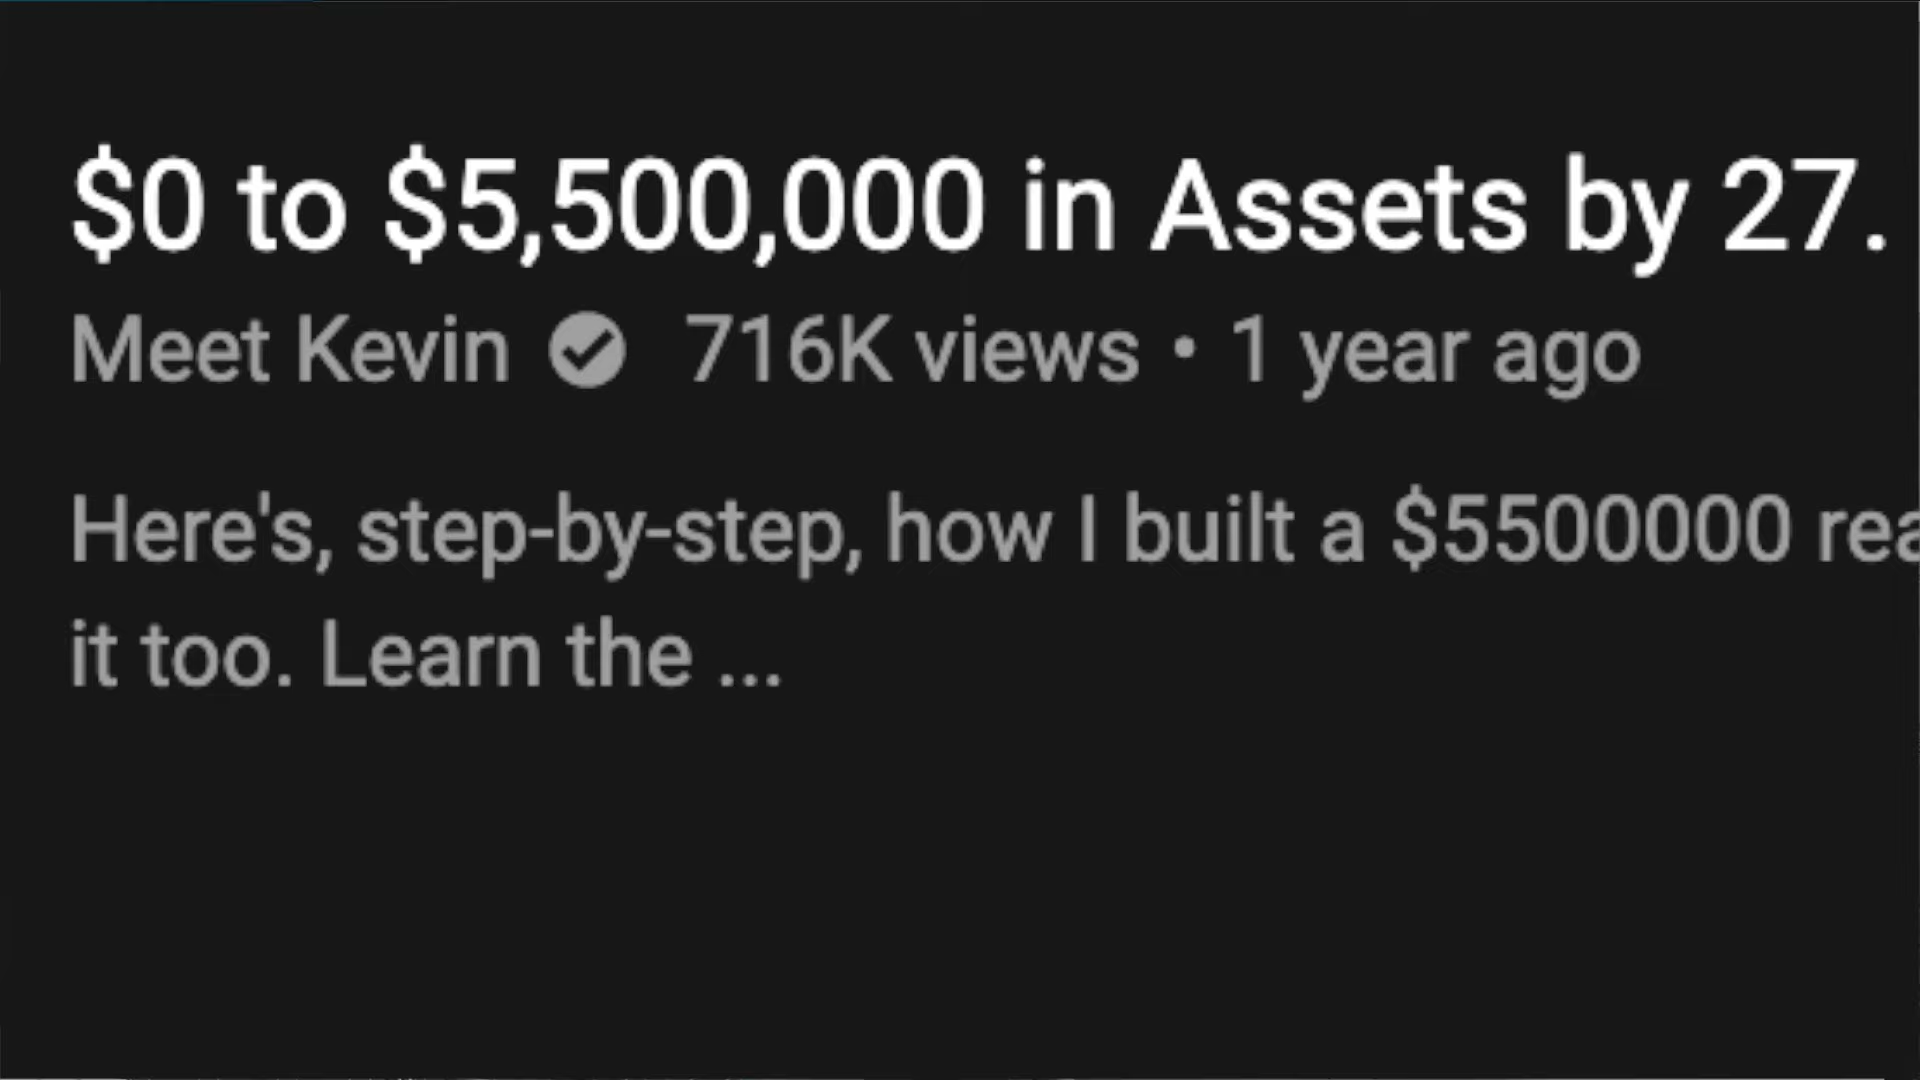 $0 to $5,500,000 in Assets by 27.
Meet Kevin 716K views • 1 year ago
Here's, step-by-step, how I built a $5500000
it too. Learn the ...